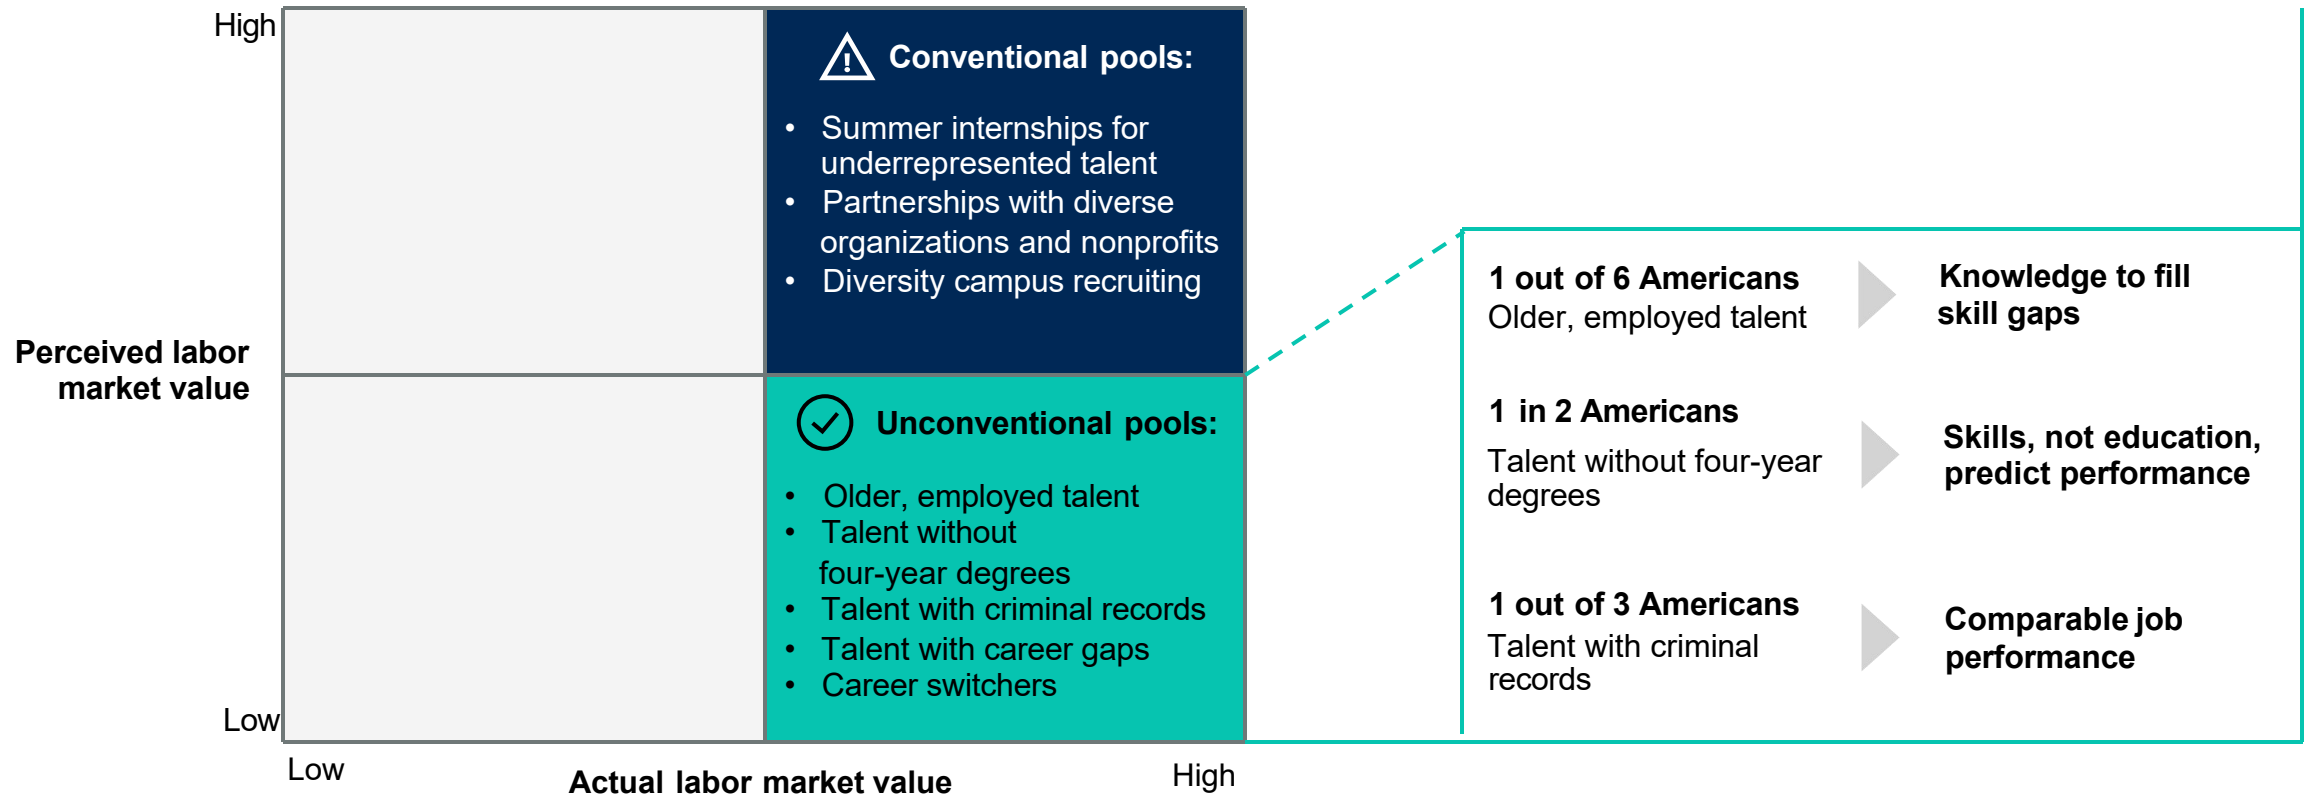 High
Perceived labor
market value
Low
Low
Actual labor market value
High
Conventional pools:
• Summer internships for
underrepresented talent
• Partnerships with diverse
organizations and nonprofits
• Diversity campus recruiting
Unconventional pools:
• Older, employed talent
• Talent without
four-year degrees
• Talent with criminal records
• Talent with career gaps
• Career switchers
1 out of 6 Americans
Older, employed talent
Knowledge to fill
skill gaps
1 in 2 Americans
Talent without four-year
degrees
Skills, not education,
predict performance
1 out of 3 Americans
Talent with criminal
records
Comparable job
performance